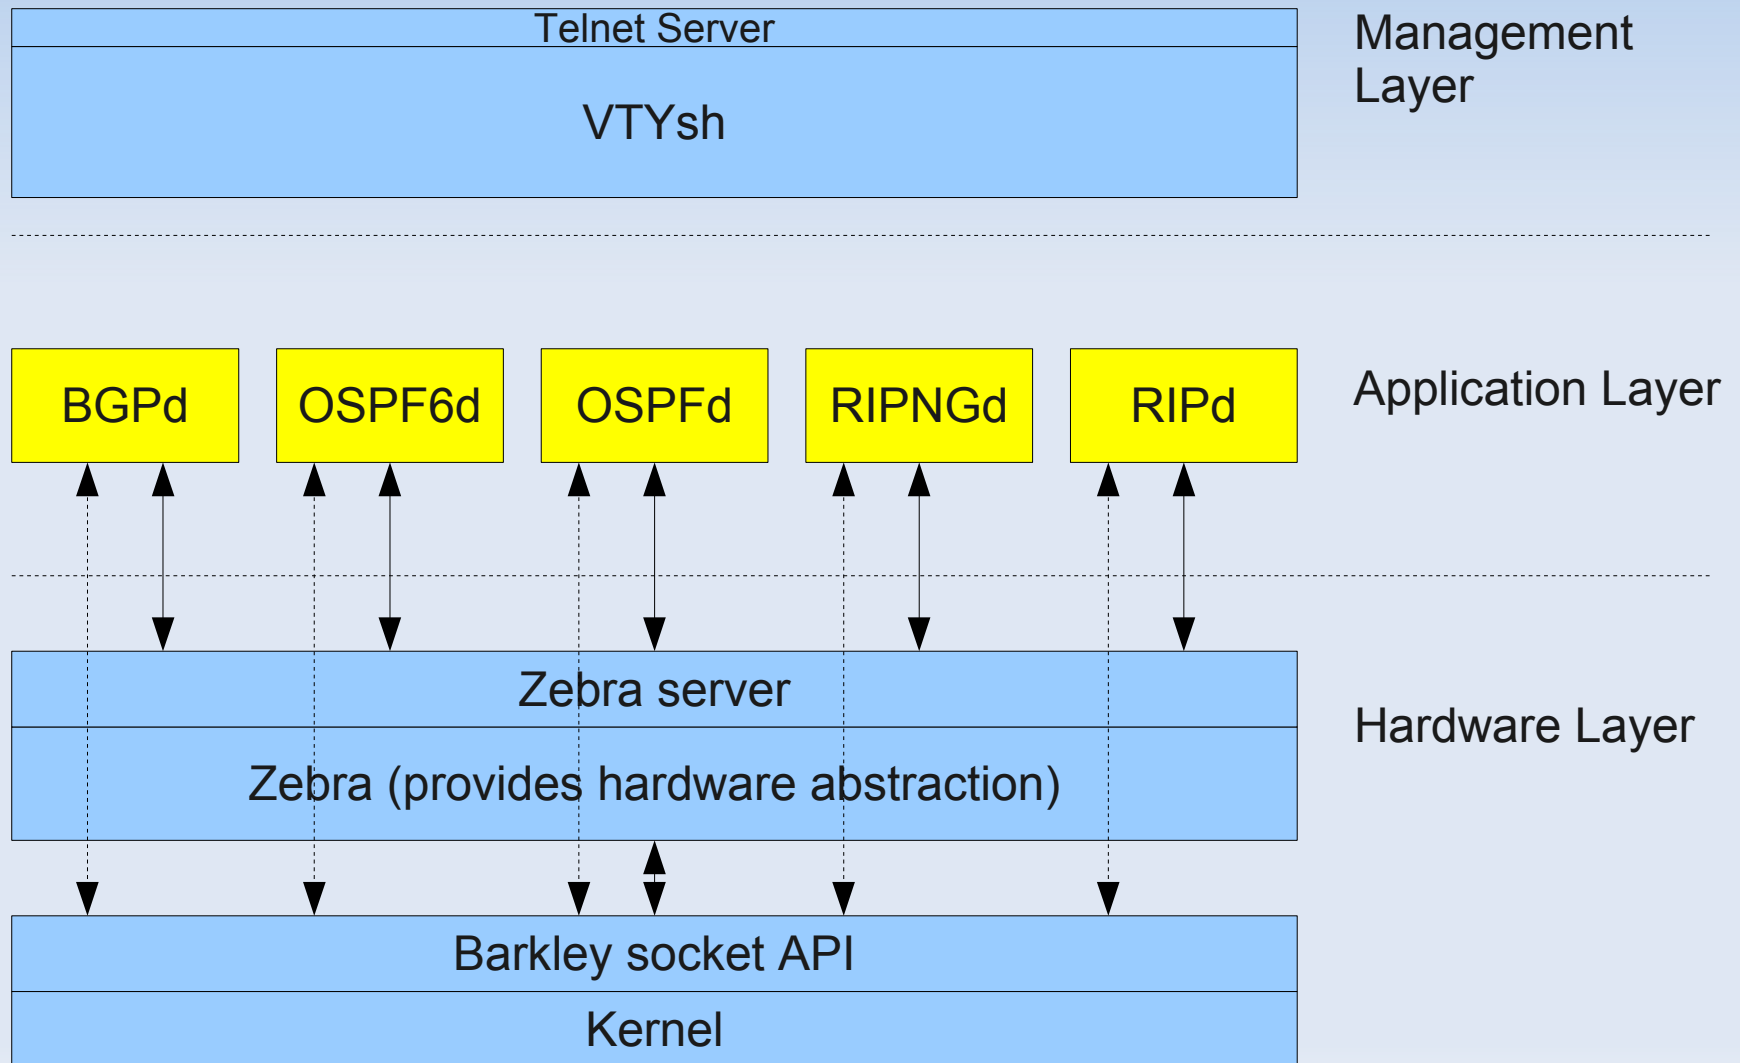 Telnet Server
VTYsh
Management
Layer
BGPd
OSPF6d
OSPFd
RIPNGd
RIPd
Application Layer
Zebra server
Zebra (provides hardware abstraction)
Hardware Layer
Barkley socket API
Kernel